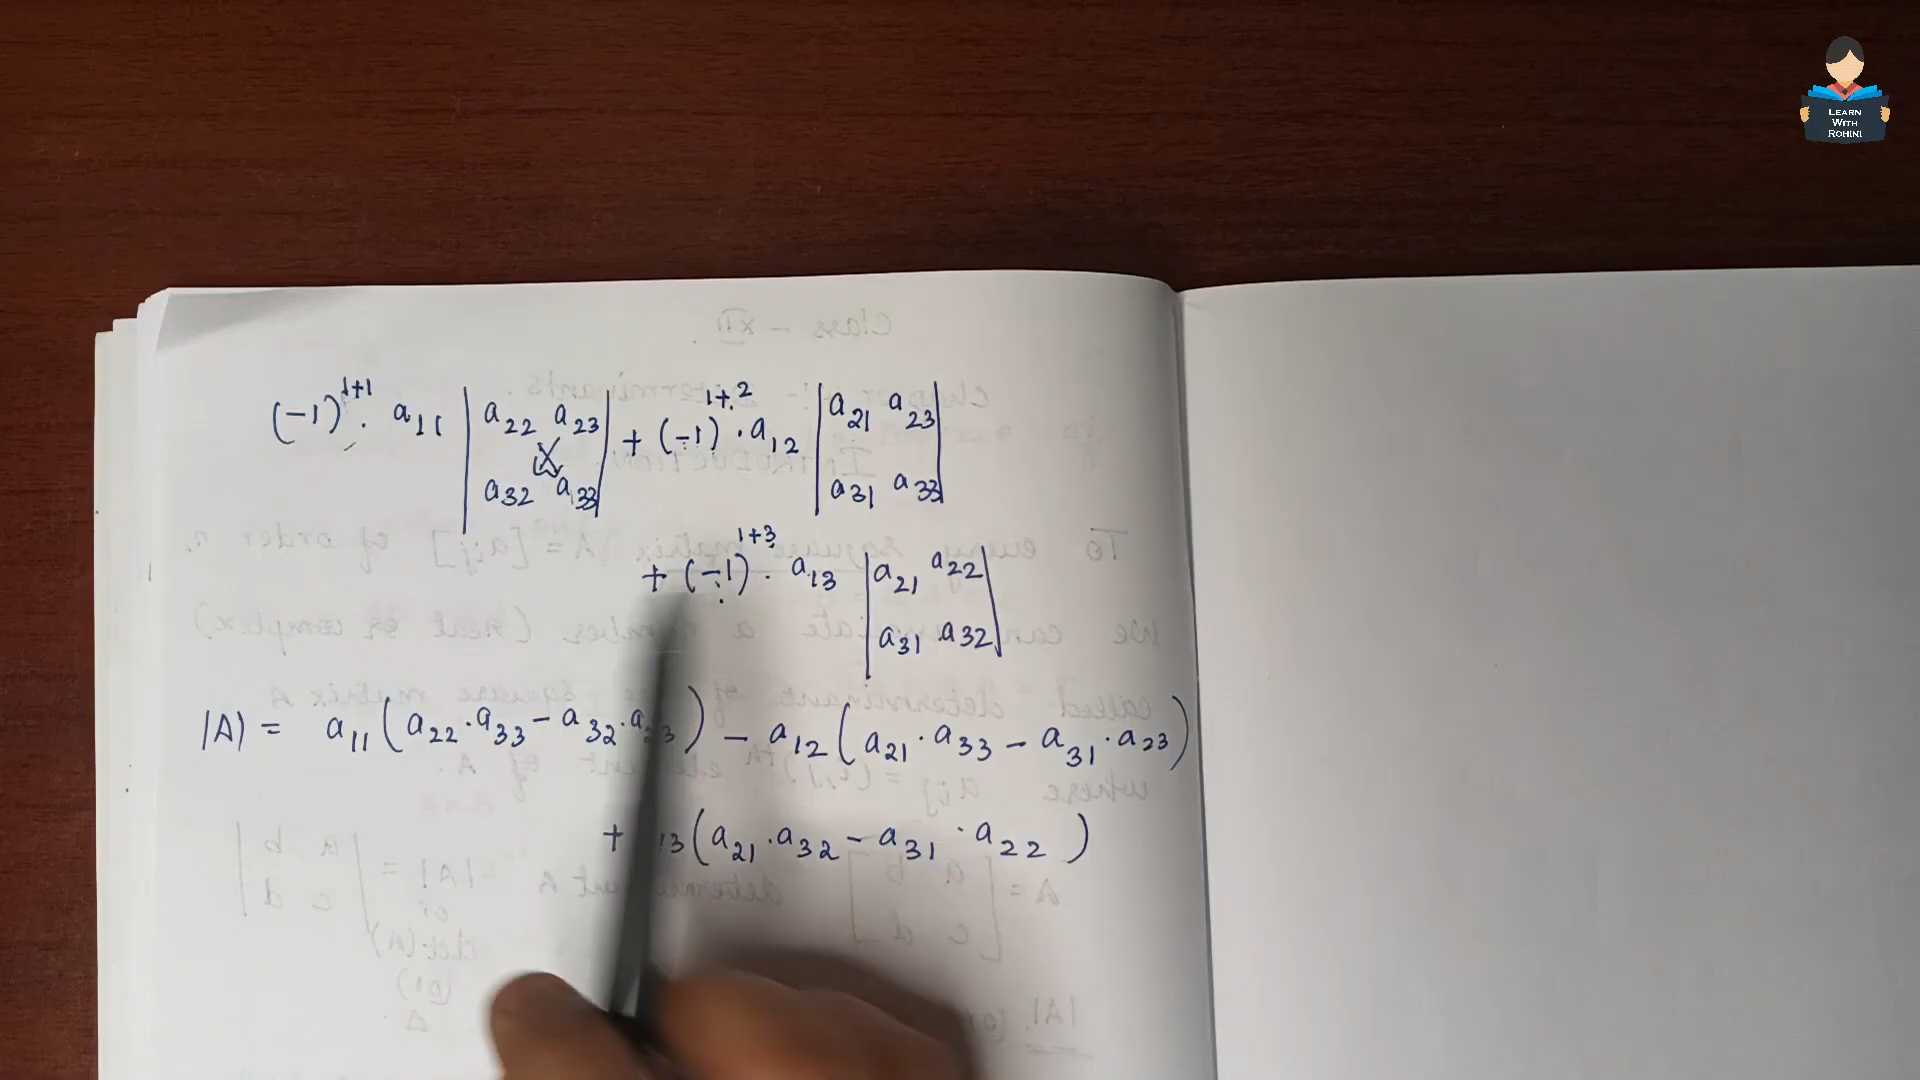 LEARN
WITH
ROHINI
(-1)^{1+1} . a₁₁ |a₂₂ a₂₃| + (-1)^{1+2} . a₁₂ |a₂₁ a₂₃|
|a₃₂ a₃₃| |a₃₁ a₃₃|
+ (-1)^{1+3} . a₁₃ |a₂₁ a₂₂|
|a₃₁ a₃₂|
|A| = a₁₁(a₂₂.a₃₃ - a₃₂.a₂₃) - a₁₂(a₂₁.a₃₃ - a₃₁.a₂₃)
+ ₁₃(a₂₁.a₃₂ - a₃₁.a₂₂)